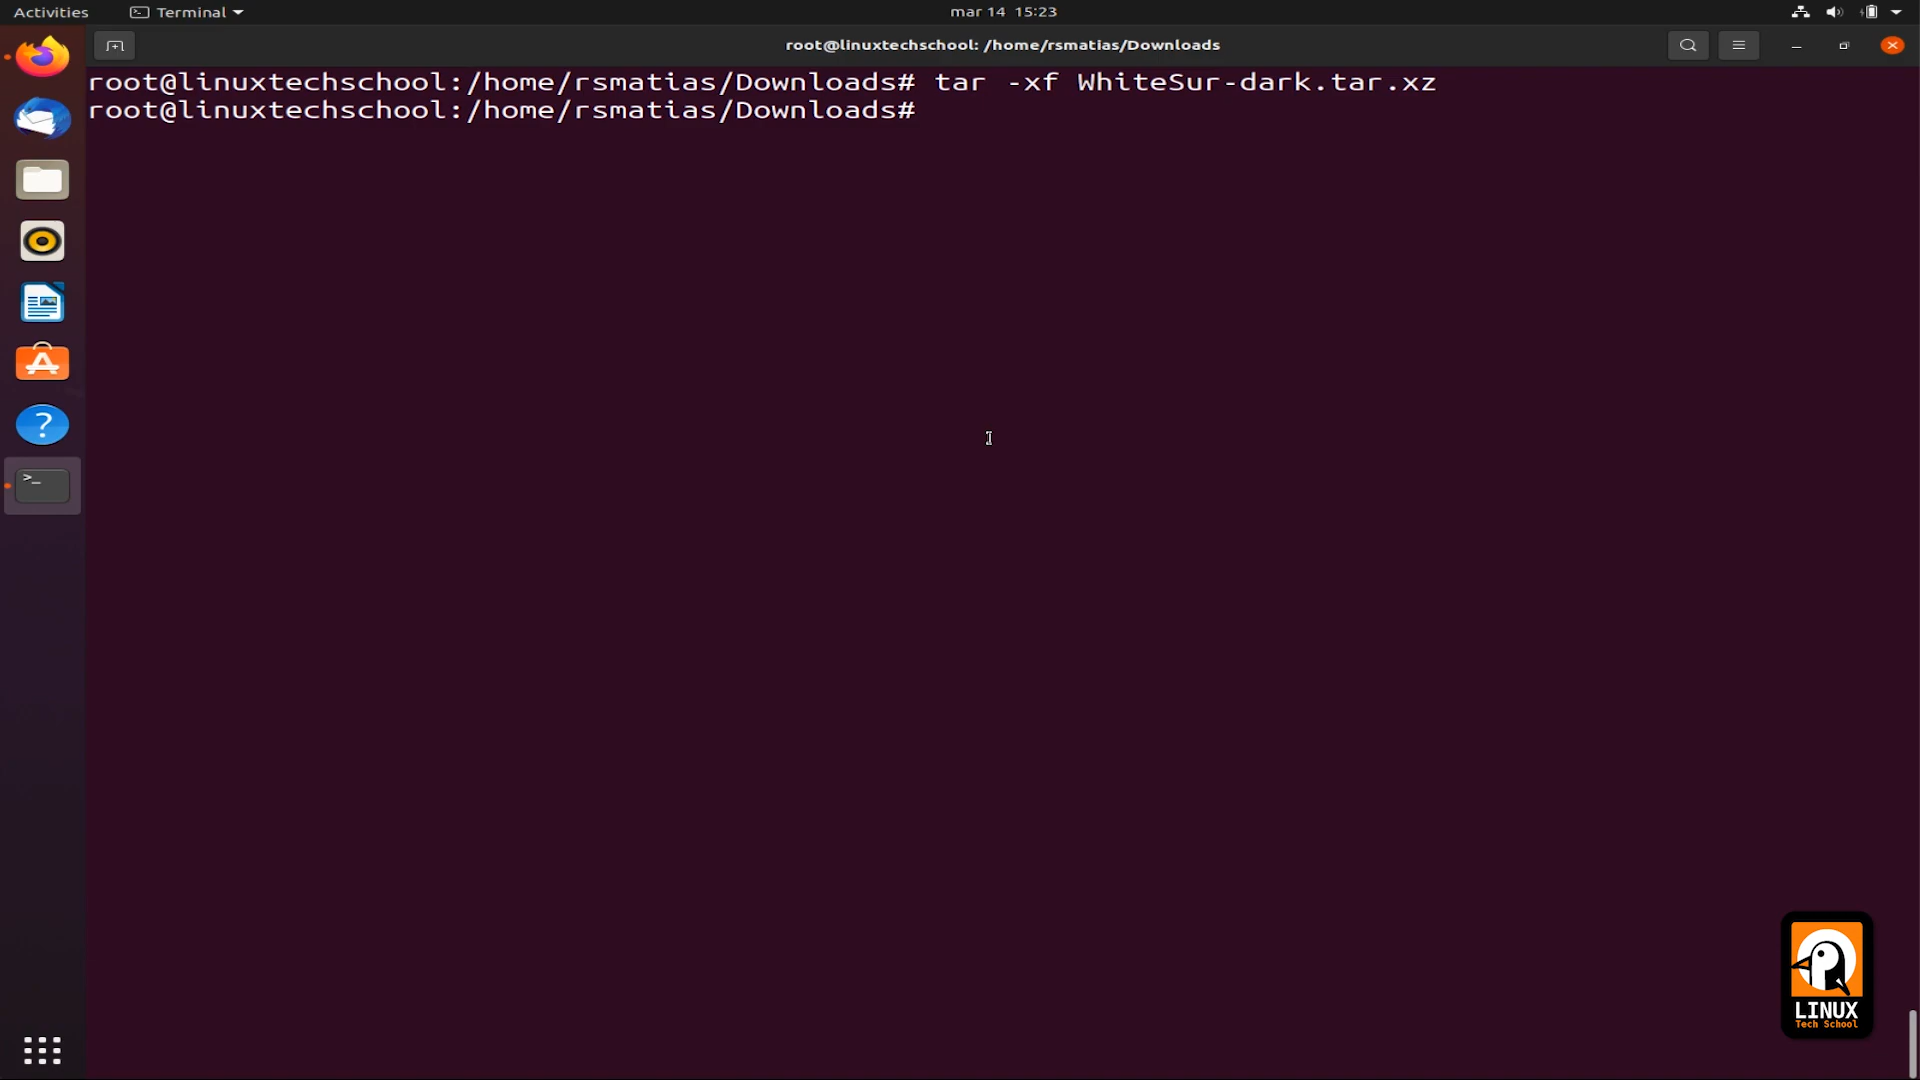 Activities Terminal mar 14 15:23
root@linuxtechschool: /home/rsmatias/Downloads
root@linuxtechschool:/home/rsmatias/Downloads# tar -xf WhiteSur-dark.tar.xz
root@linuxtechschool:/home/rsmatias/Downloads#
>_
?
LINUX
Tech School